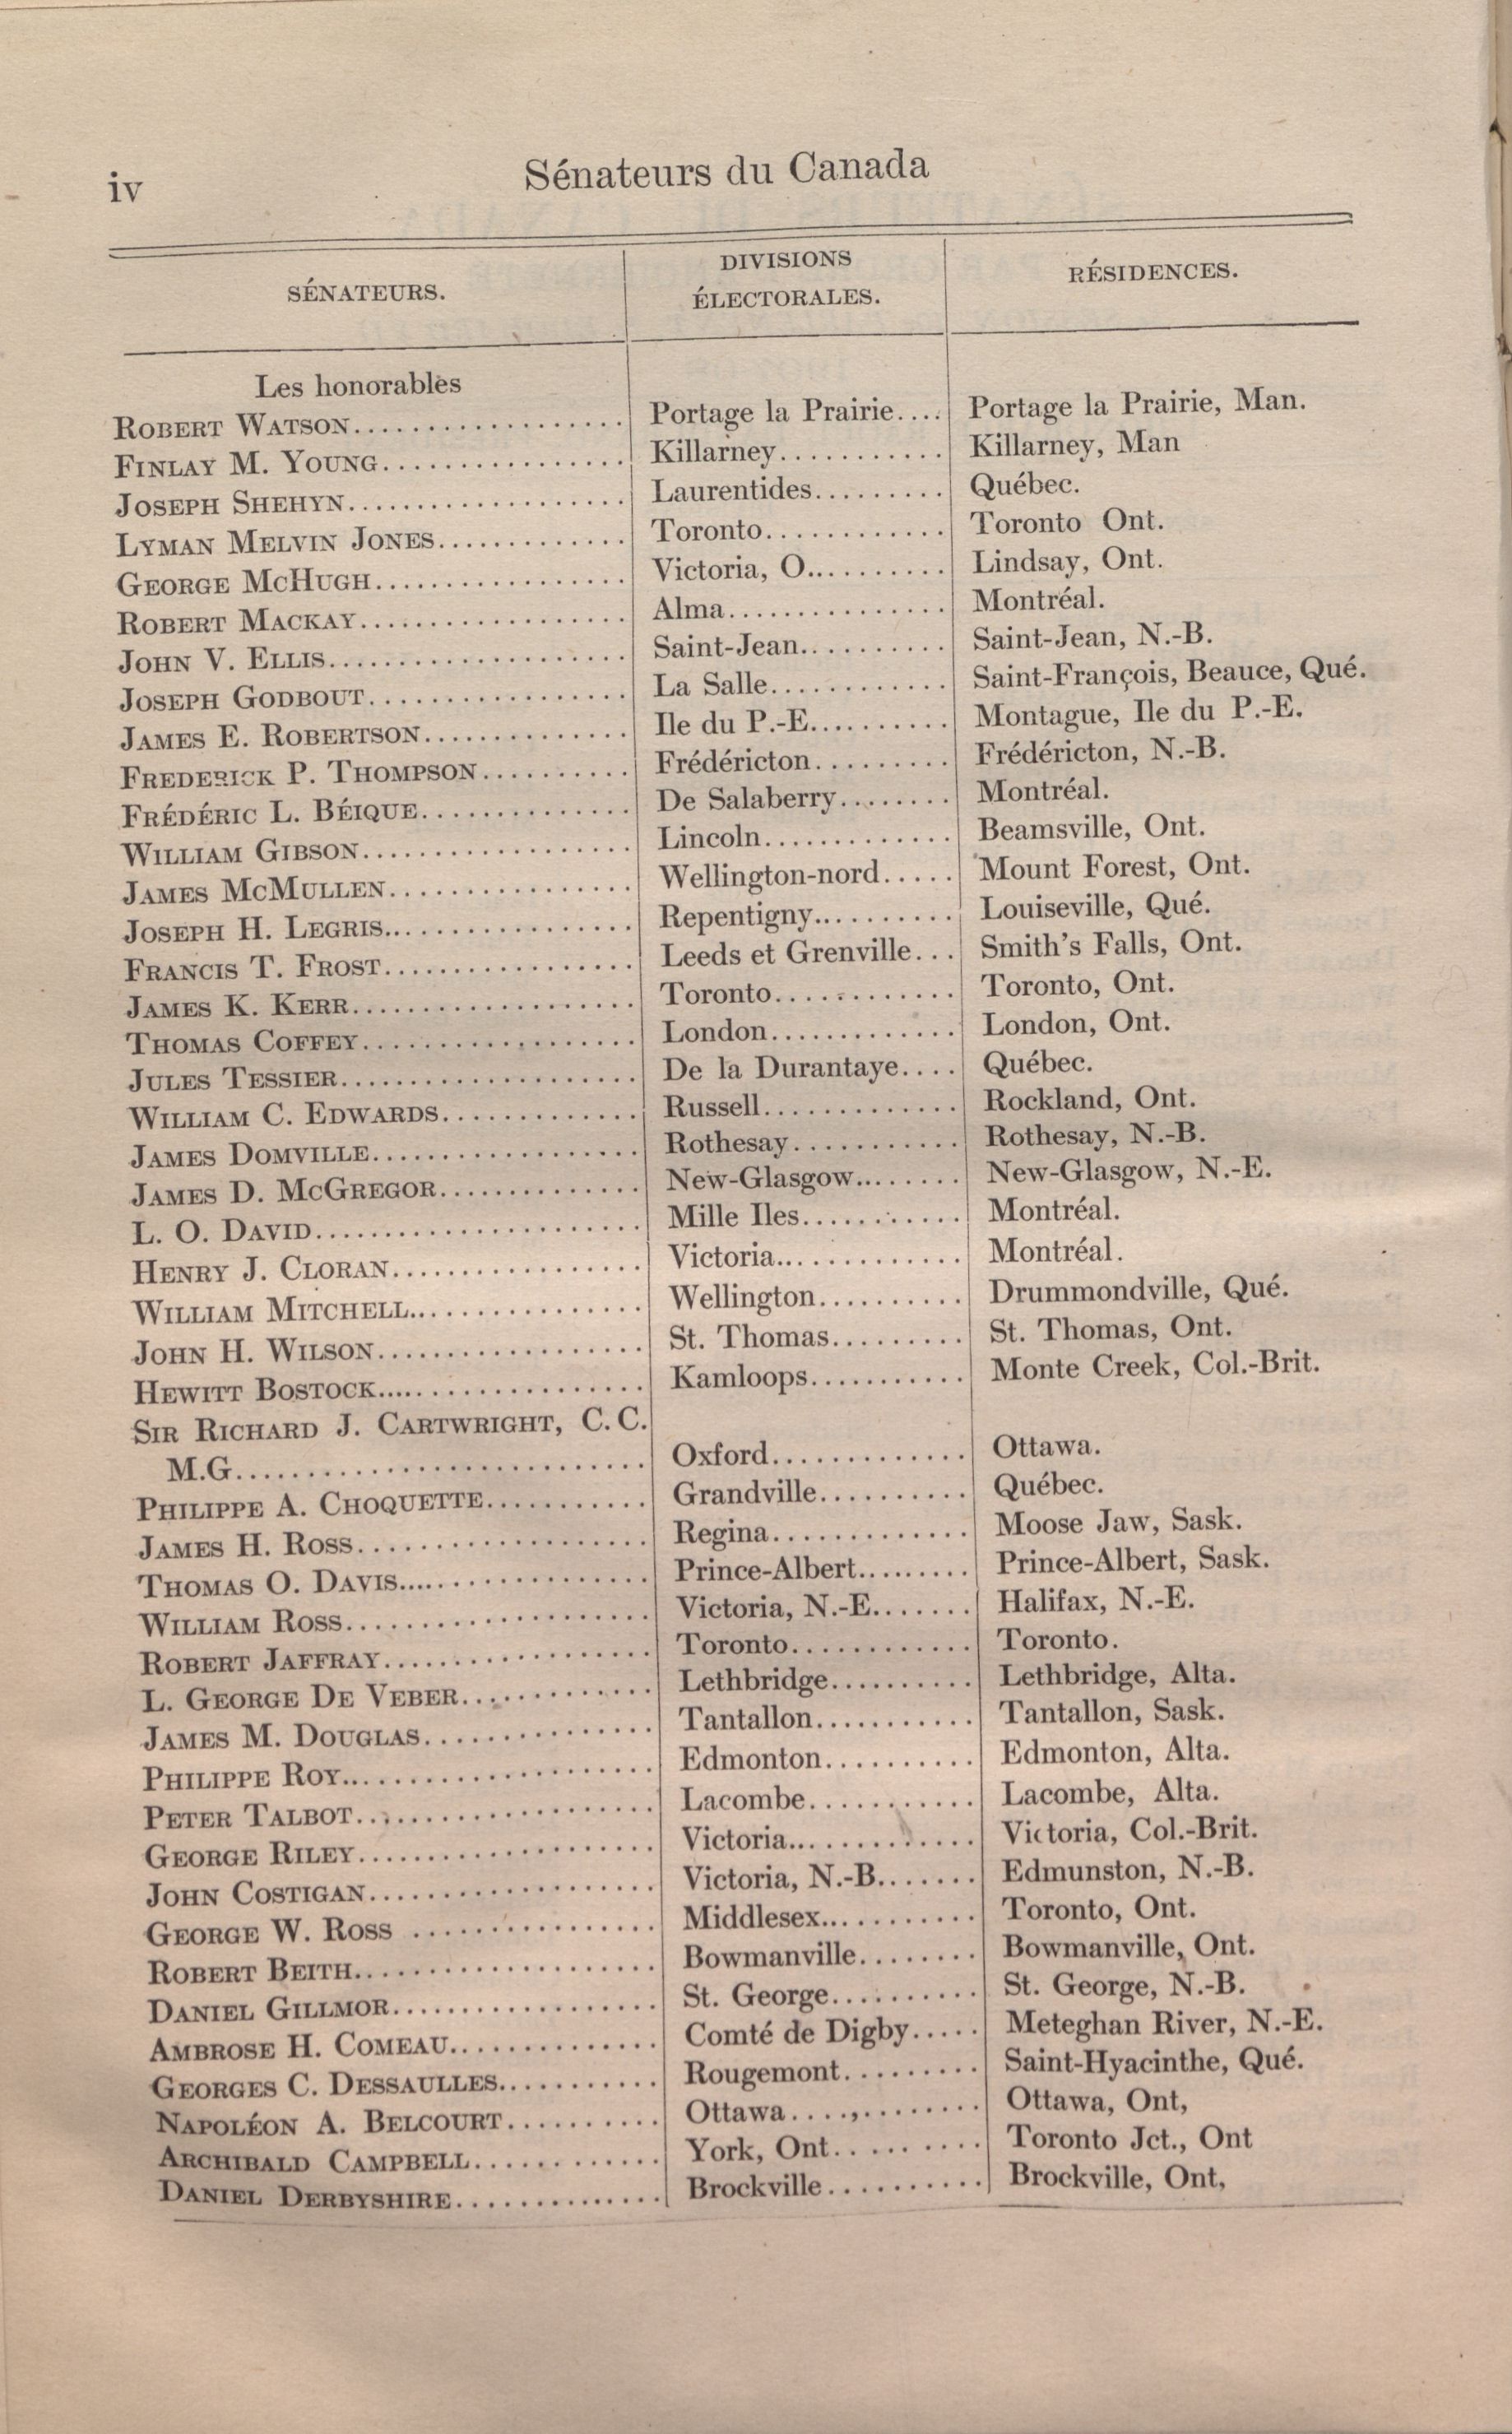 iv
Sénateurs du Canada
SÉNATEURS. DIVISIONS ÉLECTORALES. RÉSIDENCES.
Les honorables
ROBERT WATSON................... Portage la Prairie.... Portage la Prairie, Man.
FINLAY M. YOUNG................. Killarney............ Killarney, Man
JOSEPH SHEHYN.................... Laurentides......... Québec.
LYMAN MELVIN JONES............. Toronto............. Toronto Ont.
GEORGE MCHUGH.................. Victoria, O.......... Lindsay, Ont.
ROBERT MACKAY................... Alma................ Montréal.
JOHN V. ELLIS..................... Saint-Jean........... Saint-Jean, N.-B.
JOSEPH GODBOUT.................. La Salle............. Saint-François, Beauce, Qué.
JAMES E. ROBERTSON.............. Ile du P.-E.......... Montague, Ile du P.-E.
FREDERICK P. THOMPSON.......... Frédéricton.......... Frédéricton, N.-B.
FRÉDÉRIC L. BÉIQUE............... De Salaberry........ Montréal.
WILLIAM GIBSON................... Lincoln.............. Beamsville, Ont.
JAMES MCMULLEN................. Wellington-nord..... Mount Forest, Ont.
JOSEPH H. LEGRIS................. Repentigny........... Louiseville, Qué.
FRANCIS T. FROST................. Leeds et Grenville... Smith's Falls, Ont.
JAMES K. KERR.................... Toronto............. Toronto, Ont.
THOMAS COFFEY.................... London.............. London, Ont.
JULES TESSIER..................... De la Durantaye.... Québec.
WILLIAM C. EDWARDS.............. Russell.............. Rockland, Ont.
JAMES DOMVILLE................... Rothesay............ Rothesay, N.-B.
JAMES D. MCGREGOR.............. New-Glasgow........ New-Glasgow, N.-E.
L. O. DAVID....................... Mille Iles............ Montréal.
HENRY J. CLORAN.................. Victoria.............. Montréal.
WILLIAM MITCHELL................. Wellington........... Drummondville, Qué.
JOHN H. WILSON................... St. Thomas.......... St. Thomas, Ont.
HEWITT BOSTOCK................... Kamloops............ Monte Creek, Col.-Brit.
SIR RICHARD J. CARTWRIGHT, C. C.
M.G............................. Oxford.............. Ottawa.
PHILIPPE A. CHOQUETTE............ Grandville........... Québec.
JAMES H. ROSS.................... Regina.............. Moose Jaw, Sask.
THOMAS O. DAVIS.................. Prince-Albert......... Prince-Albert, Sask.
WILLIAM ROSS...................... Victoria, N.-E....... Halifax, N.-E.
ROBERT JAFFRAY.................... Toronto............. Toronto.
L. GEORGE DE VEBER.............. Lethbridge........... Lethbridge, Alta.
JAMES M. DOUGLAS................. Tantallon............ Tantallon, Sask.
PHILIPPE ROY...................... Edmonton........... Edmonton, Alta.
PETER TALBOT...................... Lacombe............ Lacombe, Alta.
GEORGE RILEY...................... Victoria.............. Victoria, Col.-Brit.
JOHN COSTIGAN.................... Victoria, N.-B....... Edmunston, N.-B.
GEORGE W. ROSS ................. Middlesex............ Toronto, Ont.
ROBERT BEITH...................... Bowmanville......... Bowmanville, Ont.
DANIEL GILLMOR................... St. George........... St. George, N.-B.
AMBROSE H. COMEAU............... Comté de Digby..... Meteghan River, N.-E.
GEORGES C. DESSAULLES........... Rougemont.......... Saint-Hyacinthe, Qué.
NAPOLÉON A. BELCOURT........... Ottawa....,......... Ottawa, Ont,
ARCHIBALD CAMPBELL............. York, Ont........... Toronto Jct., Ont
DANIEL DERBYSHIRE............... Brockville........... Brockville, Ont,